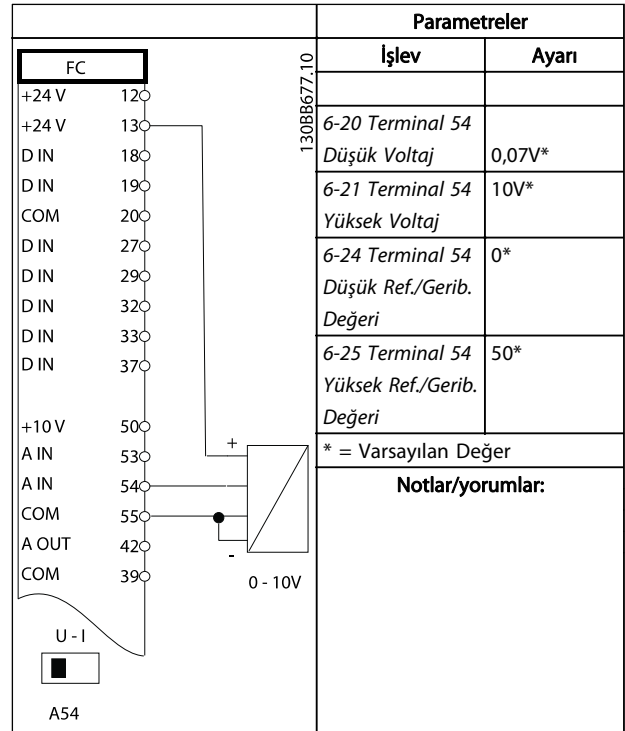 Parametreler
İşlev Ayarı
FC
130BB677.10
+24 V 12
+24 V 13
D IN 18
D IN 19
COM 20
D IN 27
D IN 29
D IN 32
D IN 33
D IN 37
+10 V 50
A IN 53
A IN 54
COM 55
A OUT 42
COM 39
+
-
0 - 10V
U - I
A54
6-20 Terminal 54
Düşük Voltaj 0,07V*
6-21 Terminal 54 10V*
Yüksek Voltaj
6-24 Terminal 54 0*
Düşük Ref./Gerib.
Değeri
6-25 Terminal 54 50*
Yüksek Ref./Gerib.
Değeri
* = Varsayılan Değer
Notlar/yorumlar: